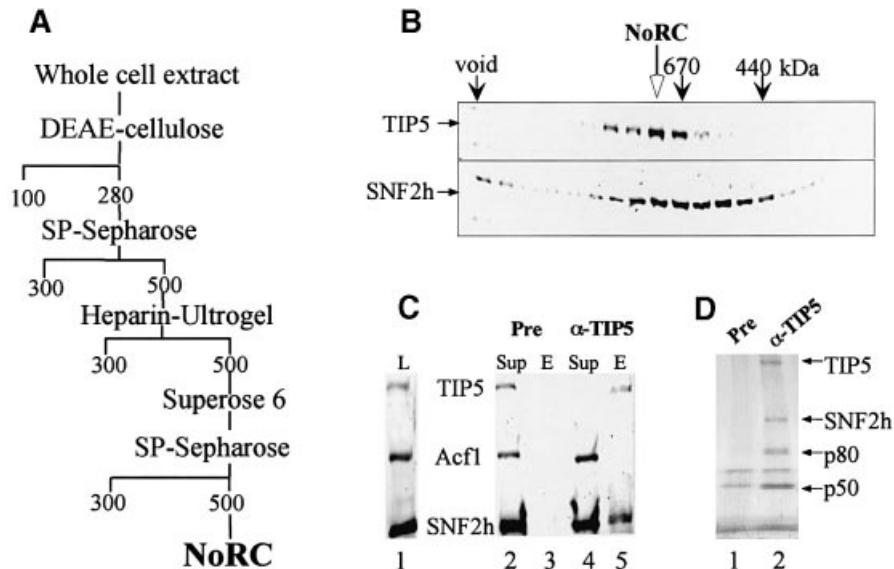 A
Whole cell extract
DEAE-cellulose
100 280
SP-Sepharose
300 500
Heparin-Ultrogel
300 500
Superose 6
SP-Sepharose
300 500
NoRC
B
NoRC
void 670 440 kDa
TIP5
SNF2h
C
Pre α-TIP5
L Sup E Sup E
TIP5
Acf1
SNF2h
1 2 3 4 5
D
Pre α-TIP5
TIP5
SNF2h
p80
p50
1 2